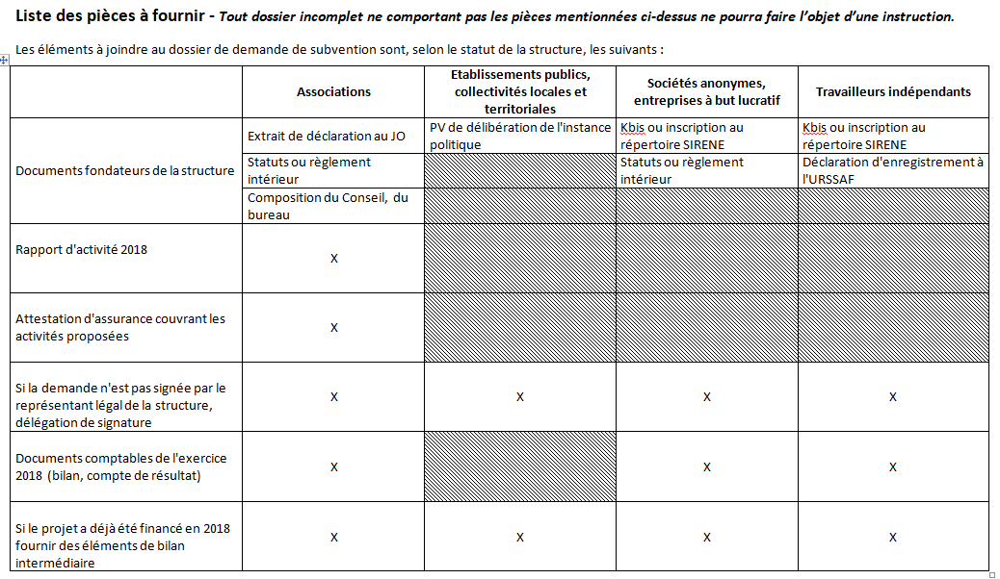 Liste des pièces à fournir - Tout dossier incomplet ne comportant pas les pièces mentionnées ci-dessus ne pourra faire l'objet d'une instruction.
Les éléments à joindre au dossier de demande de subvention sont, selon le statut de la structure, les suivants :
Associations
Etablissements publics,
collectivités locales et
territoriales
Sociétés anonymes,
entreprises à but lucratif
Travailleurs indépendants
Documents fondateurs de la structure
Extrait de déclaration au JO
PV de délibération de l'instance
politique
Kbis ou inscription au
répertoire SIRENE
Kbis ou inscription au
répertoire SIRENE
Statuts ou règlement
intérieur
Statuts ou règlement
intérieur
Déclaration d'enregistrement à
l'URSSAF
Composition du Conseil, du
bureau
Rapport d'activité 2018
X
Attestation d'assurance couvrant les
activités proposées
X
Si la demande n'est pas signée par le
représentant légal de la structure,
délégation de signature
X
X
X
X
Documents comptables de l'exercice
2018 (bilan, compte de résultat)
X
X
X
Si le projet a déjà été financé en 2018
fournir des éléments de bilan
intermédiaire
X
X
X
X